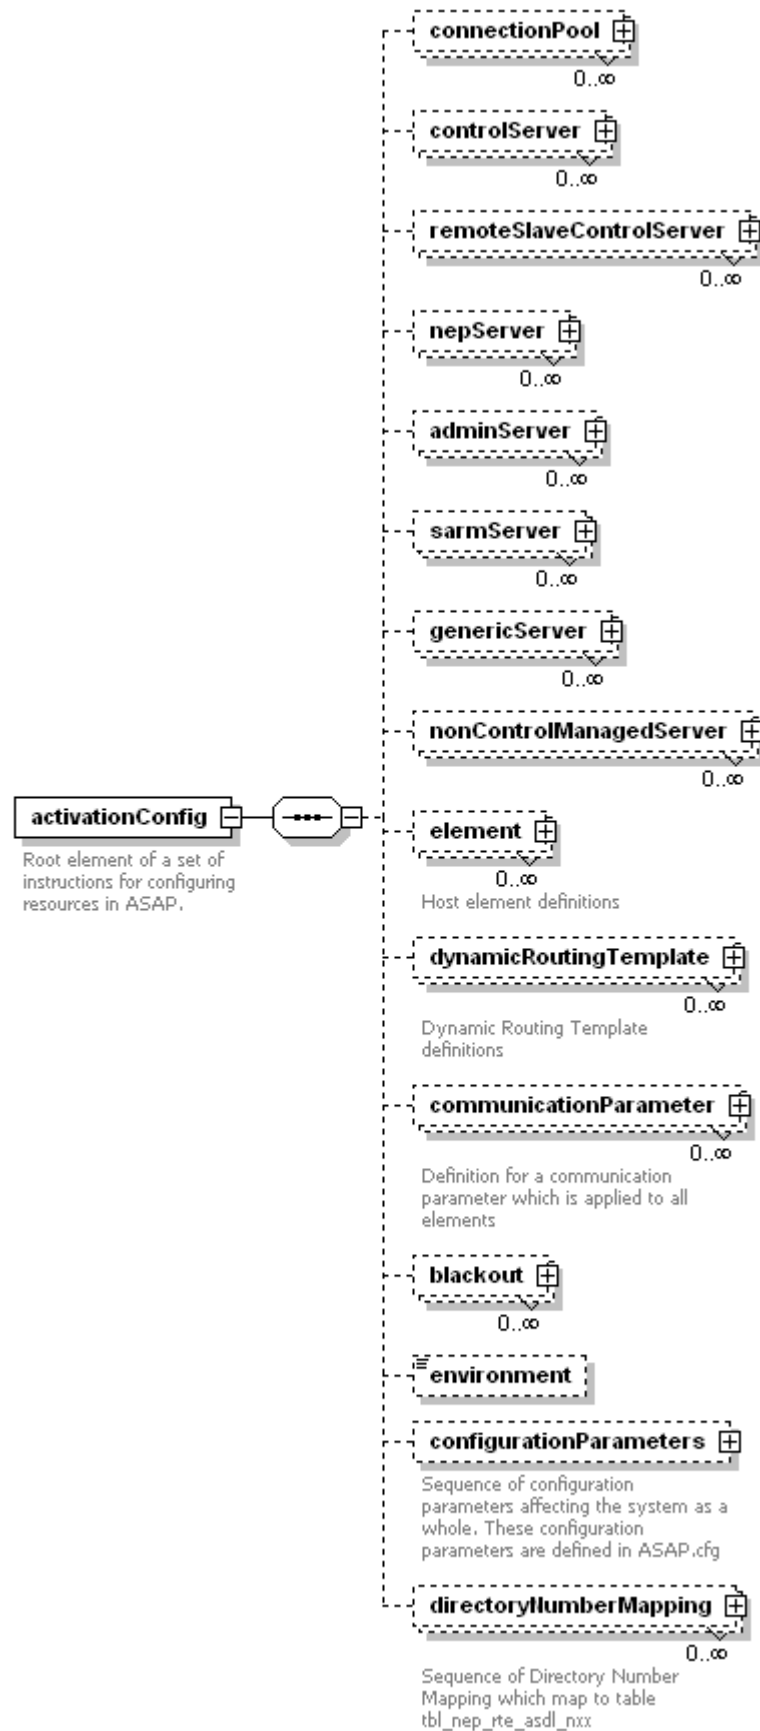 connectionPool
0..∞
controlServer
0..∞
remoteSlaveControlServer
0..∞
nepServer
0..∞
adminServer
0..∞
sarmServer
0..∞
genericServer
0..∞
nonControlManagedServer
0..∞
activationConfig
Root element of a set of
instructions for configuring
resources in ASAP.
element
0..∞
Host element definitions
dynamicRoutingTemplate
0..∞
Dynamic Routing Template
definitions
communicationParameter
0..∞
Definition for a communication
parameter which is applied to all
elements
blackout
0..∞
environment
configurationParameters
Sequence of configuration
parameters affecting the system as a
whole. These configuration
parameters are defined in ASAP.cfg
directoryNumberMapping
0..∞
Sequence of Directory Number
Mapping which map to table
tbl_nep_rte_asdl_nxx